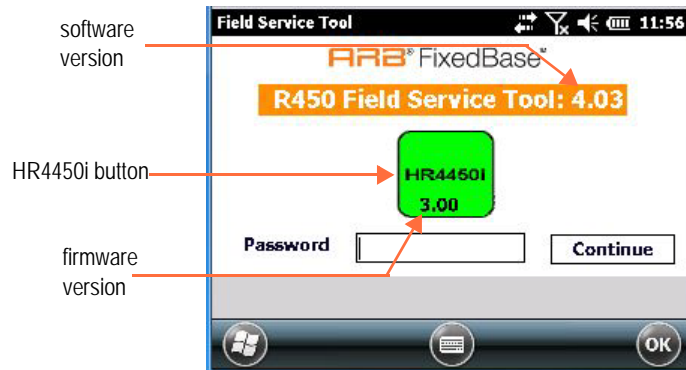 software
version
Field Service Tool
11:56
ARB® FixedBase™
R450 Field Service Tool: 4.03
HR4450i button
HR4450I
3.00
Password
Continue
firmware
version
OK